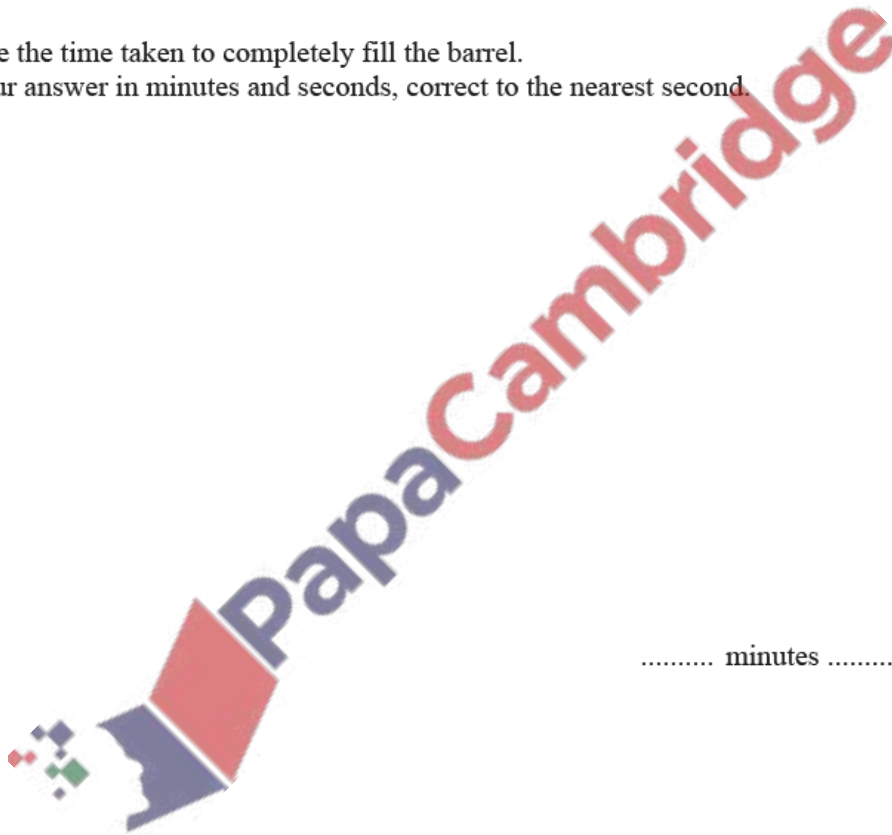 e the time taken to completely fill the barrel.
ur answer in minutes and seconds, correct to the nearest second.
PapaCambridge
.......... minutes .........